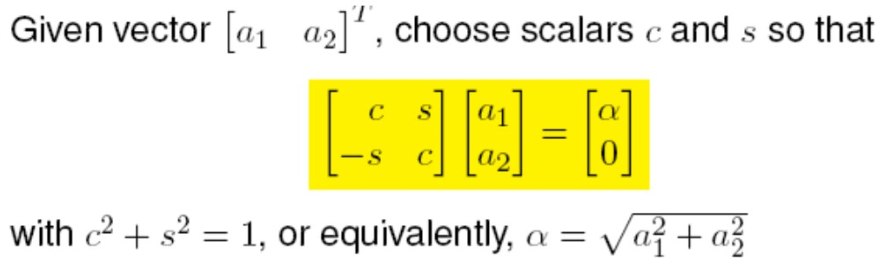 Given vector [a₁ a₂]ᵀ, choose scalars c and s so that
[c s; −s c] [a₁; a₂] = [α; 0]
with c² + s² = 1, or equivalently, α = √(a₁² + a₂²)